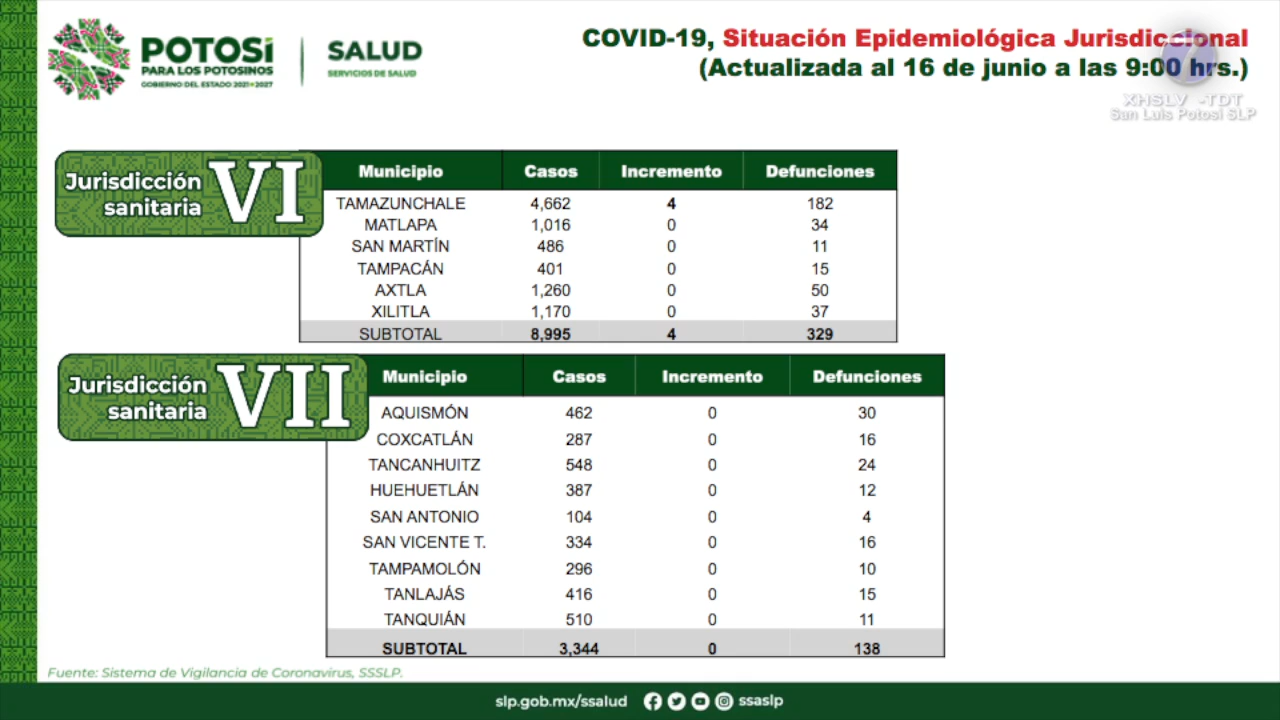 POTOSÍ
PARA LOS POTOSINOS
GOBIERNO DEL ESTADO 2021•2027
SALUD
SERVICIOS DE SALUD
COVID-19, Situación Epidemiológica Jurisdiccional
(Actualizada al 16 de junio a las 9:00 hrs.)
XHSLV -TDT
San Luis Potosí SLP
Jurisdicción
sanitaria VI
Municipio Casos Incremento Defunciones
TAMAZUNCHALE 4,662 4 182
MATLAPA 1,016 0 34
SAN MARTÍN 486 0 11
TAMPACÁN 401 0 15
AXTLA 1,260 0 50
XILITLA 1,170 0 37
SUBTOTAL 8,995 4 329
Jurisdicción
sanitaria VII
Municipio Casos Incremento Defunciones
AQUISMÓN 462 0 30
COXCATLÁN 287 0 16
TANCANHUITZ 548 0 24
HUEHUETLÁN 387 0 12
SAN ANTONIO 104 0 4
SAN VICENTE T. 334 0 16
TAMPAMOLÓN 296 0 10
TANLAJÁS 416 0 15
TANQUIÁN 510 0 11
SUBTOTAL 3,344 0 138
Fuente: Sistema de Vigilancia de Coronavirus, SSSLP.
slp.gob.mx/ssalud ssaslp